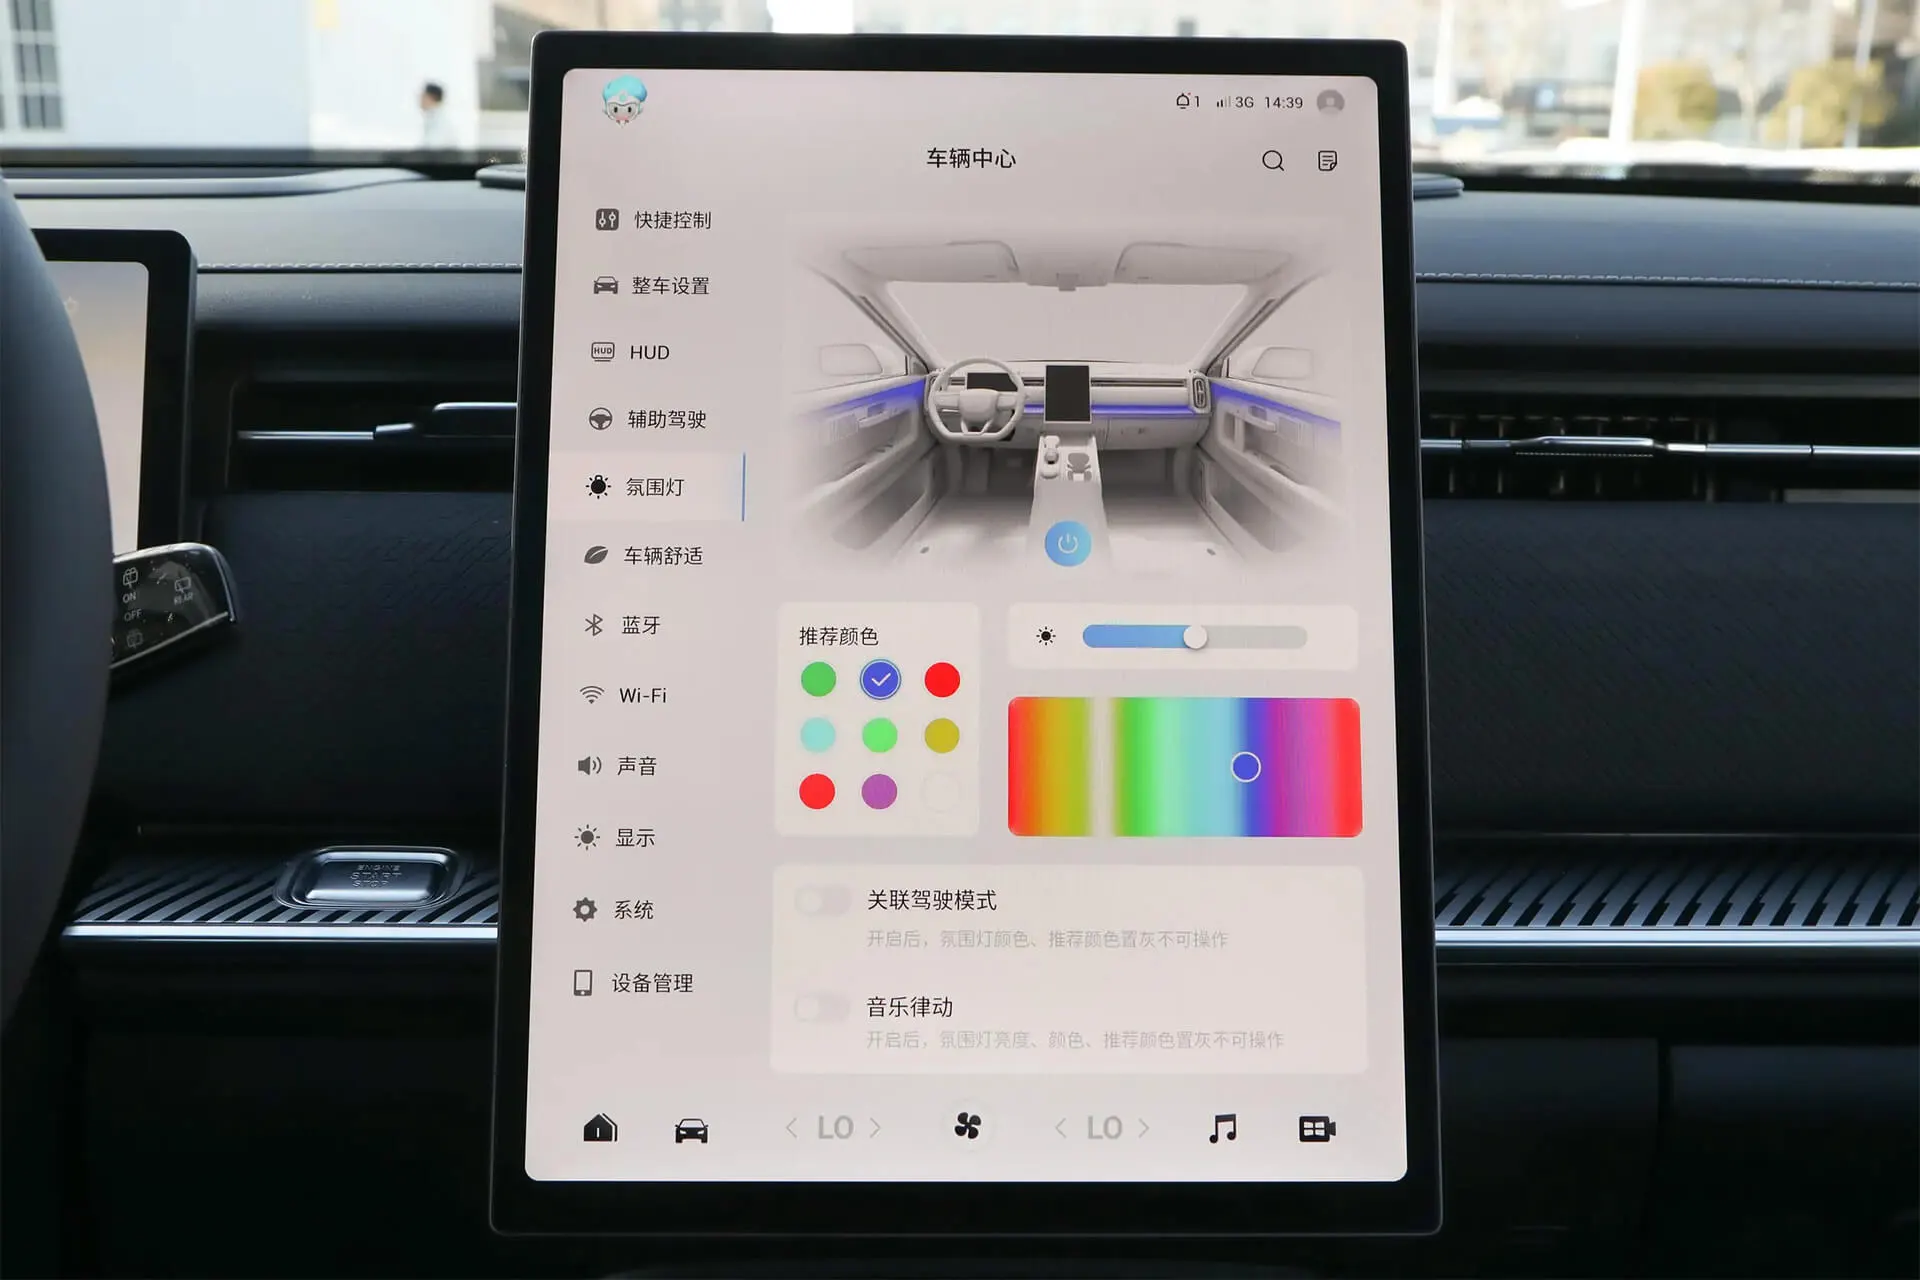 1 3G 14:39
车辆中心
快捷控制
整车设置
HUD HUD
辅助驾驶
氛围灯
车辆舒适
蓝牙
Wi-Fi
声音
显示
系统
设备管理
推荐颜色
关联驾驶模式
开启后，氛围灯颜色、推荐颜色置灰不可操作
音乐律动
开启后，氛围灯亮度、颜色、推荐颜色置灰不可操作
< LO > < LO >
ON
OFF
REAR
ENGINE
START
STOP